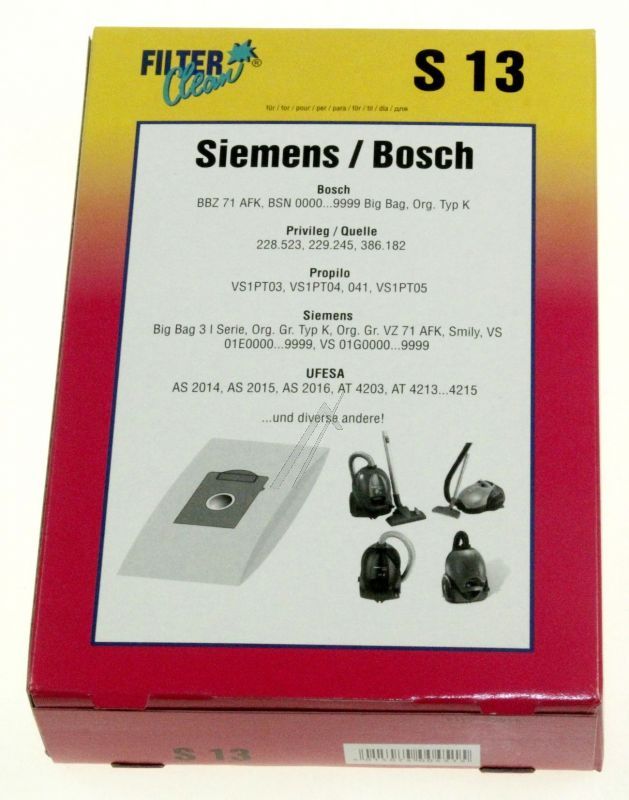 FILTER
Clean ®
S 13
für / for / pour / per / para / för / til / dla / для
Siemens / Bosch
Bosch
BBZ 71 AFK, BSN 0000...9999 Big Bag, Org. Typ K
Privileg / Quelle
228.523, 229.245, 386.182
Propilo
VS1PT03, VS1PT04, 041, VS1PT05
Siemens
Big Bag 3 l Serie, Org. Gr. Typ K, Org. Gr. VZ 71 AFK, Smily, VS
01E0000...9999, VS 01G0000...9999
UFESA
AS 2014, AS 2015, AS 2016, AT 4203, AT 4213...4215
...und diverse andere!
S 13